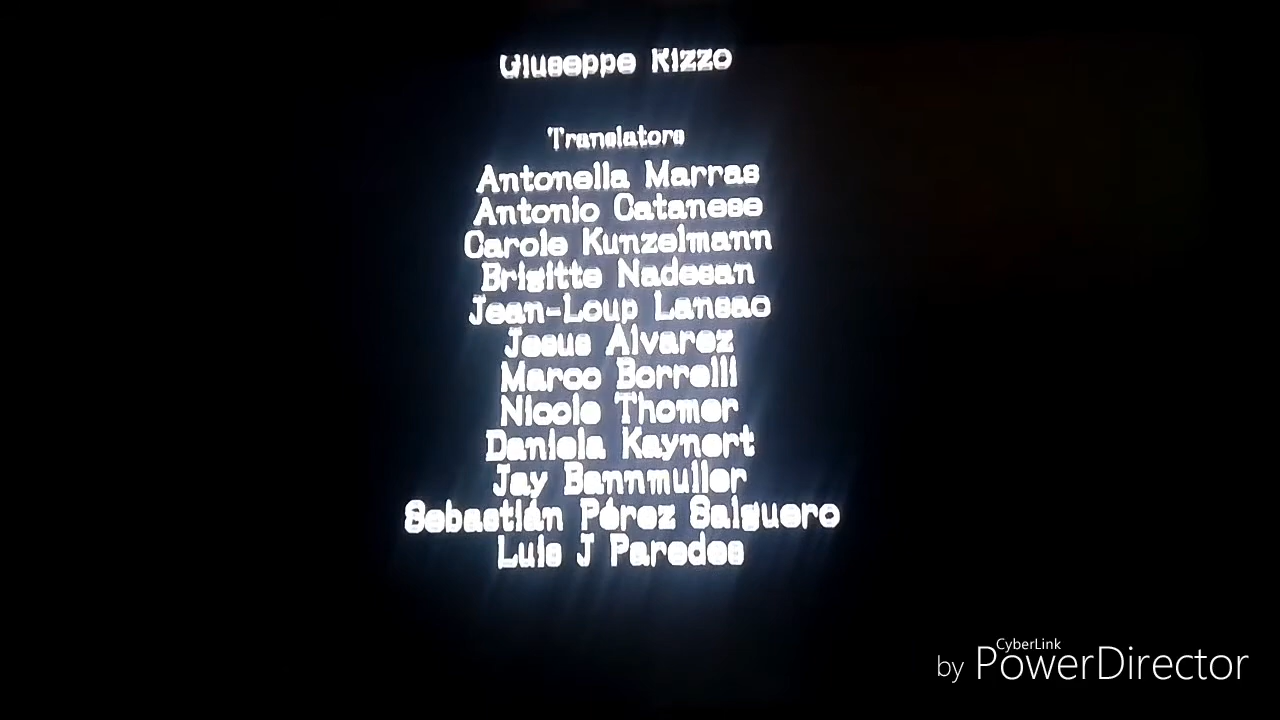 Giuseppe Rizzo
Translators
Antonella Marras
Antonio Catanese
Carole Kunzelmann
Brigitte Nadesan
Jean-Loup Lansac
Jesus Alvarez
Marco Borrelli
Nicole Thomer
Daniela Kaynert
Jay Bannmuller
Sebastián Pérez Salguero
Luis J Paredes
CyberLink
by PowerDirector